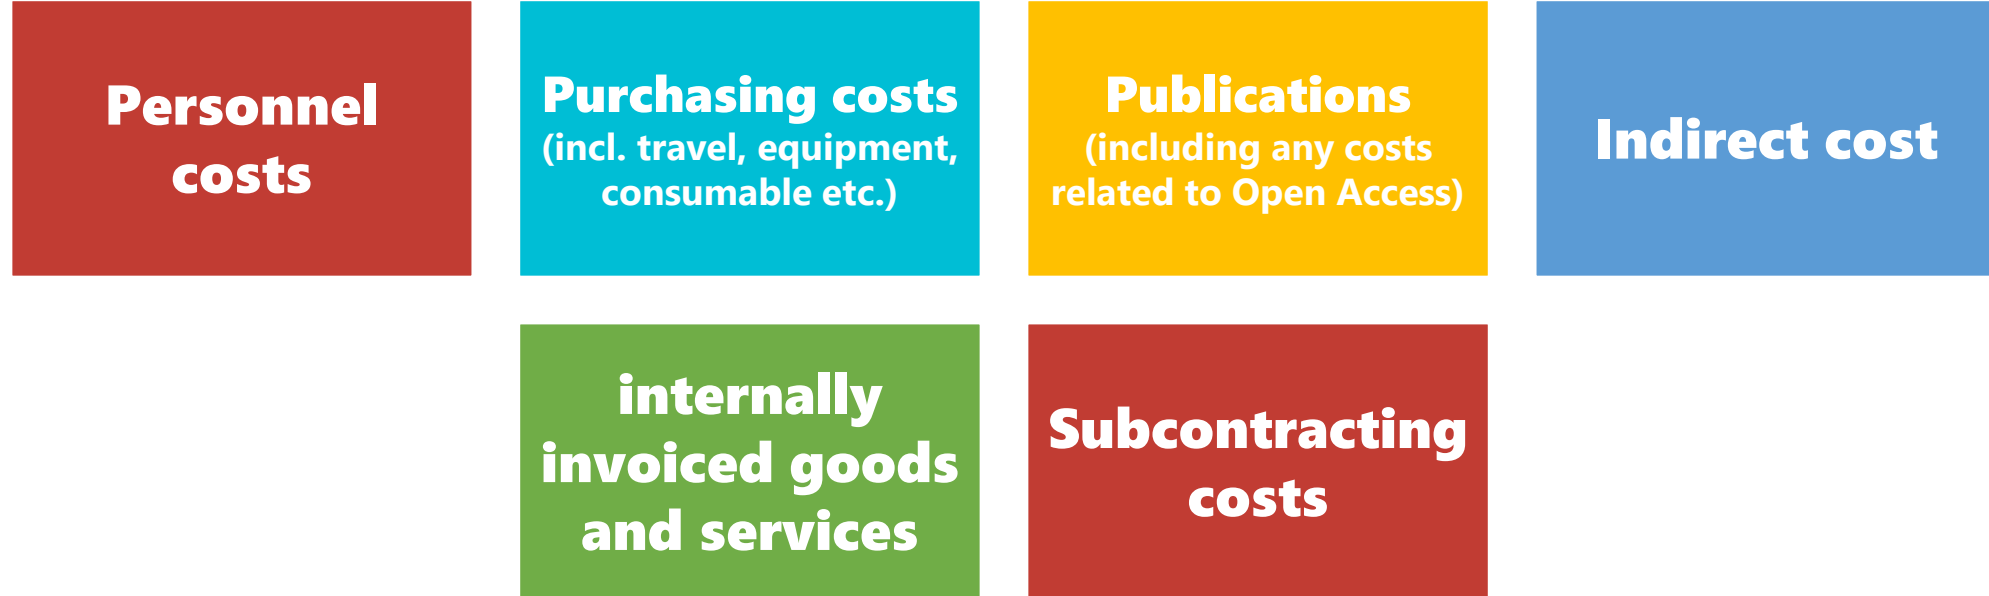 Personnel
costs
Purchasing costs
(incl. travel, equipment,
consumable etc.)
Publications
(including any costs
related to Open Access)
Indirect cost
internally
invoiced goods
and services
Subcontracting
costs